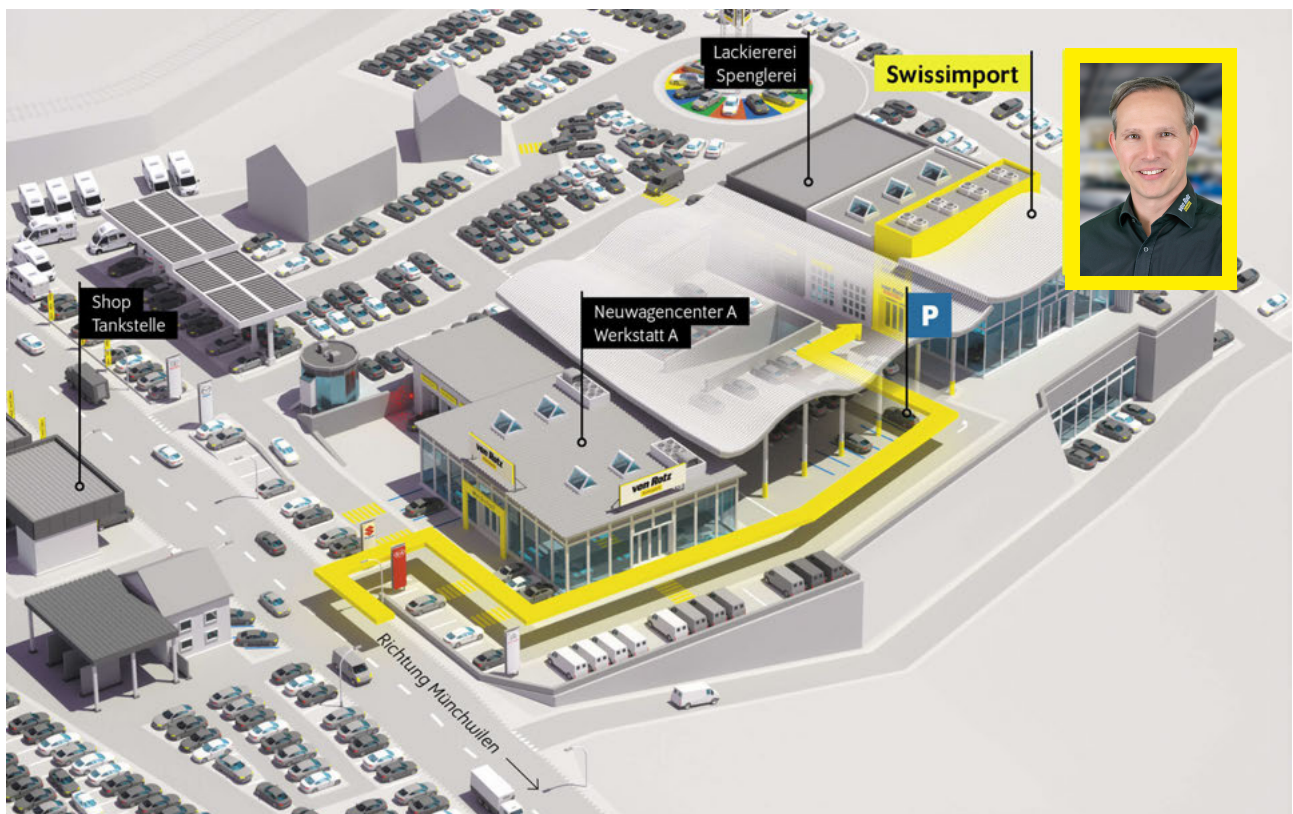 Lackiererei
Spenglerei
Swissimport
Shop
Tankstelle
Neuwagencenter A
Werkstatt A
P
von Rotz
von Rotz
Richtung Münchwilen